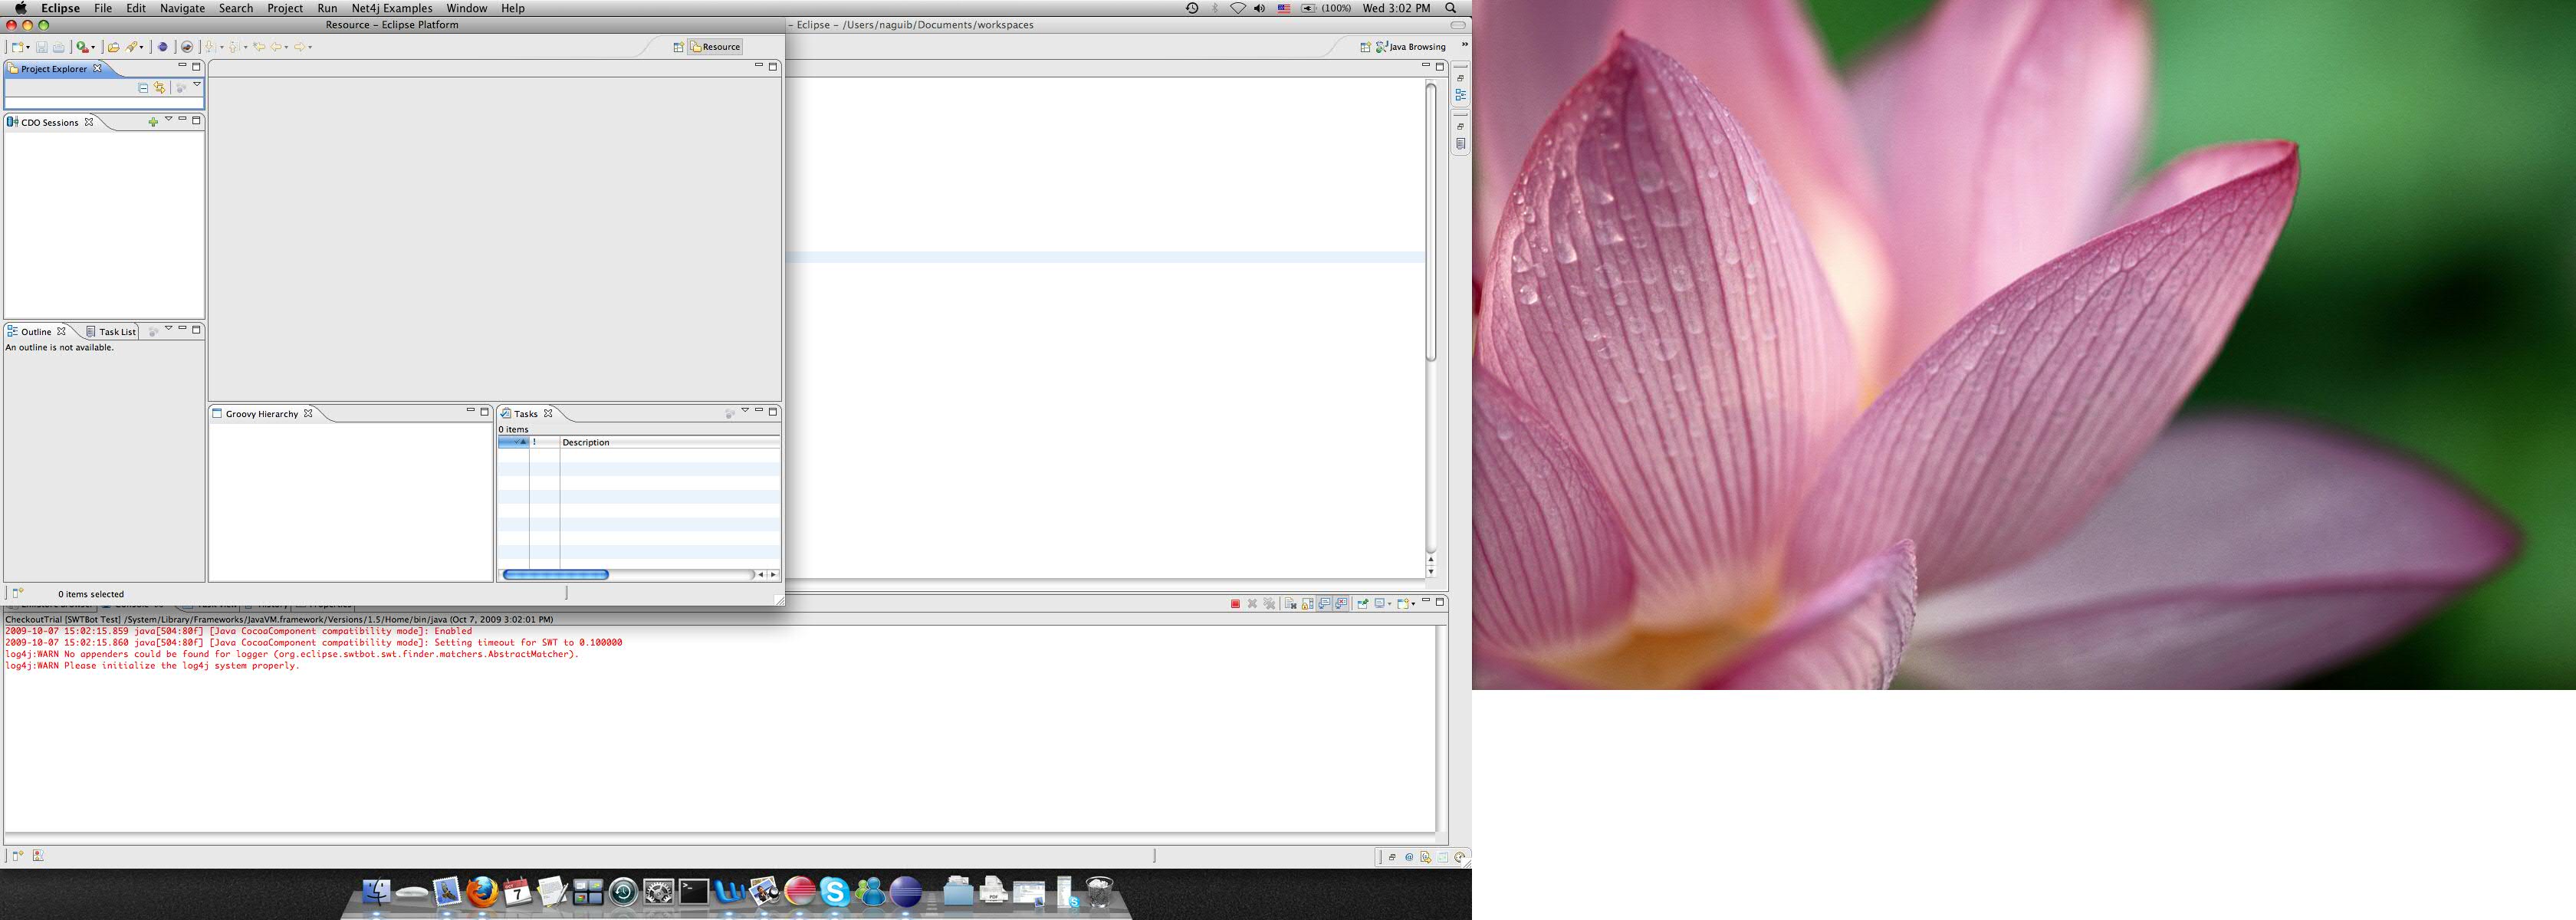 Eclipse File Edit Navigate Search Project Run Net4j Examples Window Help (100%) Wed 3:02 PM
Resource – Eclipse Platform
– Eclipse – /Users/naguib/Documents/workspaces
Resource
Java Browsing
Project Explorer
CDO Sessions
Outline Task List
An outline is not available.
Groovy Hierarchy
Tasks
0 items
! Description
0 items selected
CheckoutTrial [SWTBot Test] /System/Library/Frameworks/JavaVM.framework/Versions/1.5/Home/bin/java (Oct 7, 2009 3:02:01 PM)
2009-10-07 15:02:15.859 java[504:80f] [Java CocoaComponent compatibility mode]: Enabled
2009-10-07 15:02:15.860 java[504:80f] [Java CocoaComponent compatibility mode]: Setting timeout for SWT to 0.100000
log4j:WARN No appenders could be found for logger (org.eclipse.swtbot.swt.finder.matchers.AbstractMatcher).
log4j:WARN Please initialize the log4j system properly.
7